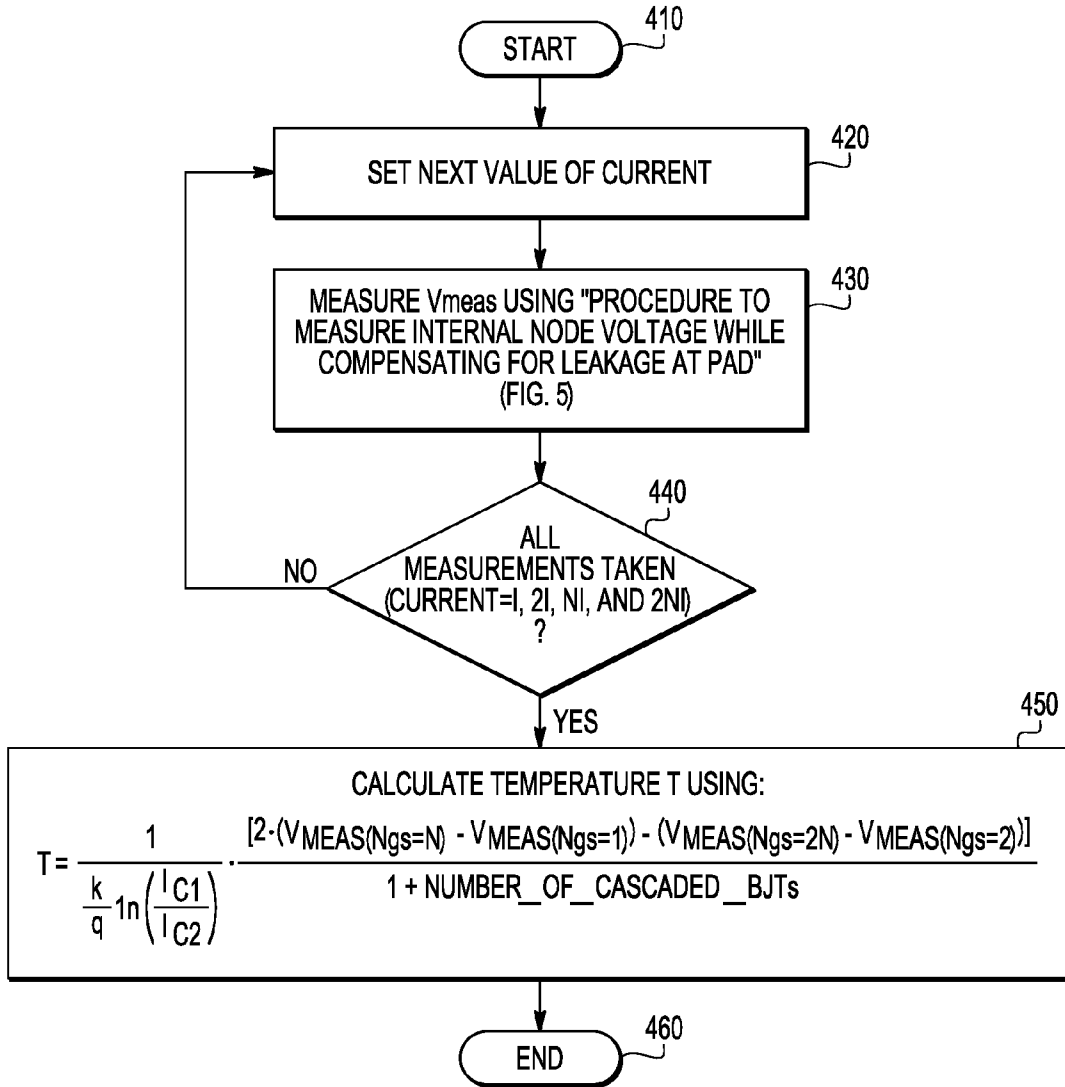 START
410
SET NEXT VALUE OF CURRENT
420
MEASURE Vmeas USING "PROCEDURE TO
MEASURE INTERNAL NODE VOLTAGE WHILE
COMPENSATING FOR LEAKAGE AT PAD"
(FIG. 5)
430
ALL
MEASUREMENTS TAKEN
(CURRENT=I, 2I, NI, AND 2NI)
?
440
NO
YES
450
CALCULATE TEMPERATURE T USING:
T = 1 / (k/q 1n(IC1/IC2)) · [2·(VMEAS(Ngs=N) - VMEAS(Ngs=1)) - (VMEAS(Ngs=2N) - VMEAS(Ngs=2))] / 1 + NUMBER_OF_CASCADED_BJTs
END
460